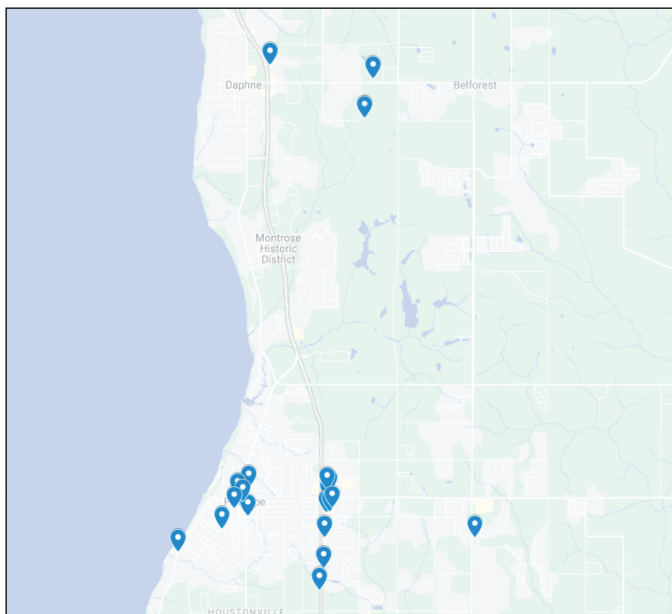 Daphne
Belforest
Montrose
Historic
District
HOUSTONVILLE